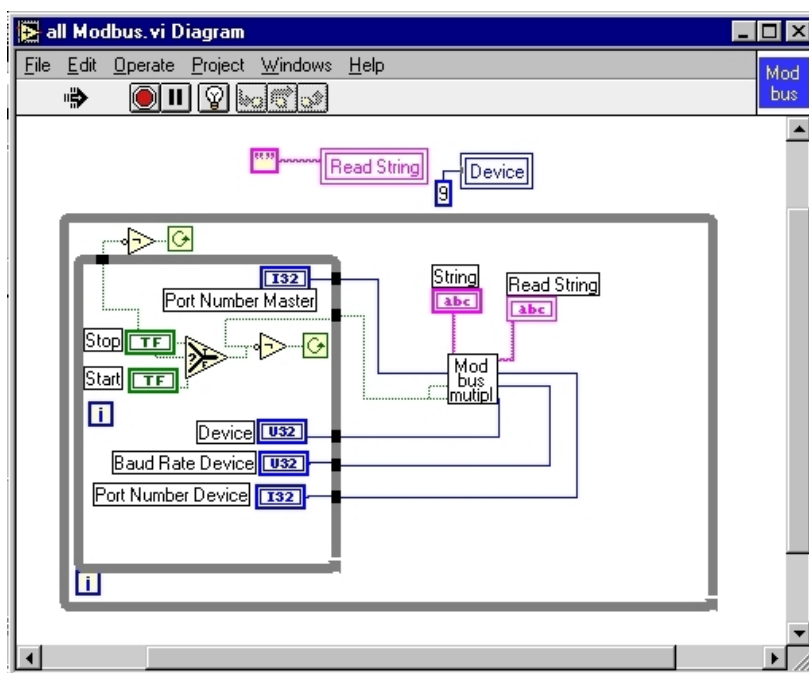 all Modbus.vi Diagram
File Edit Operate Project Windows Help
Mod
bus
Read String
9
Device
I32
Port Number Master
String
abc
Read String
abc
Stop
TF
Start
TF
? T F
Mod
bus
mutipl
i
Device
U32
Baud Rate Device
U32
Port Number Device
I32
i